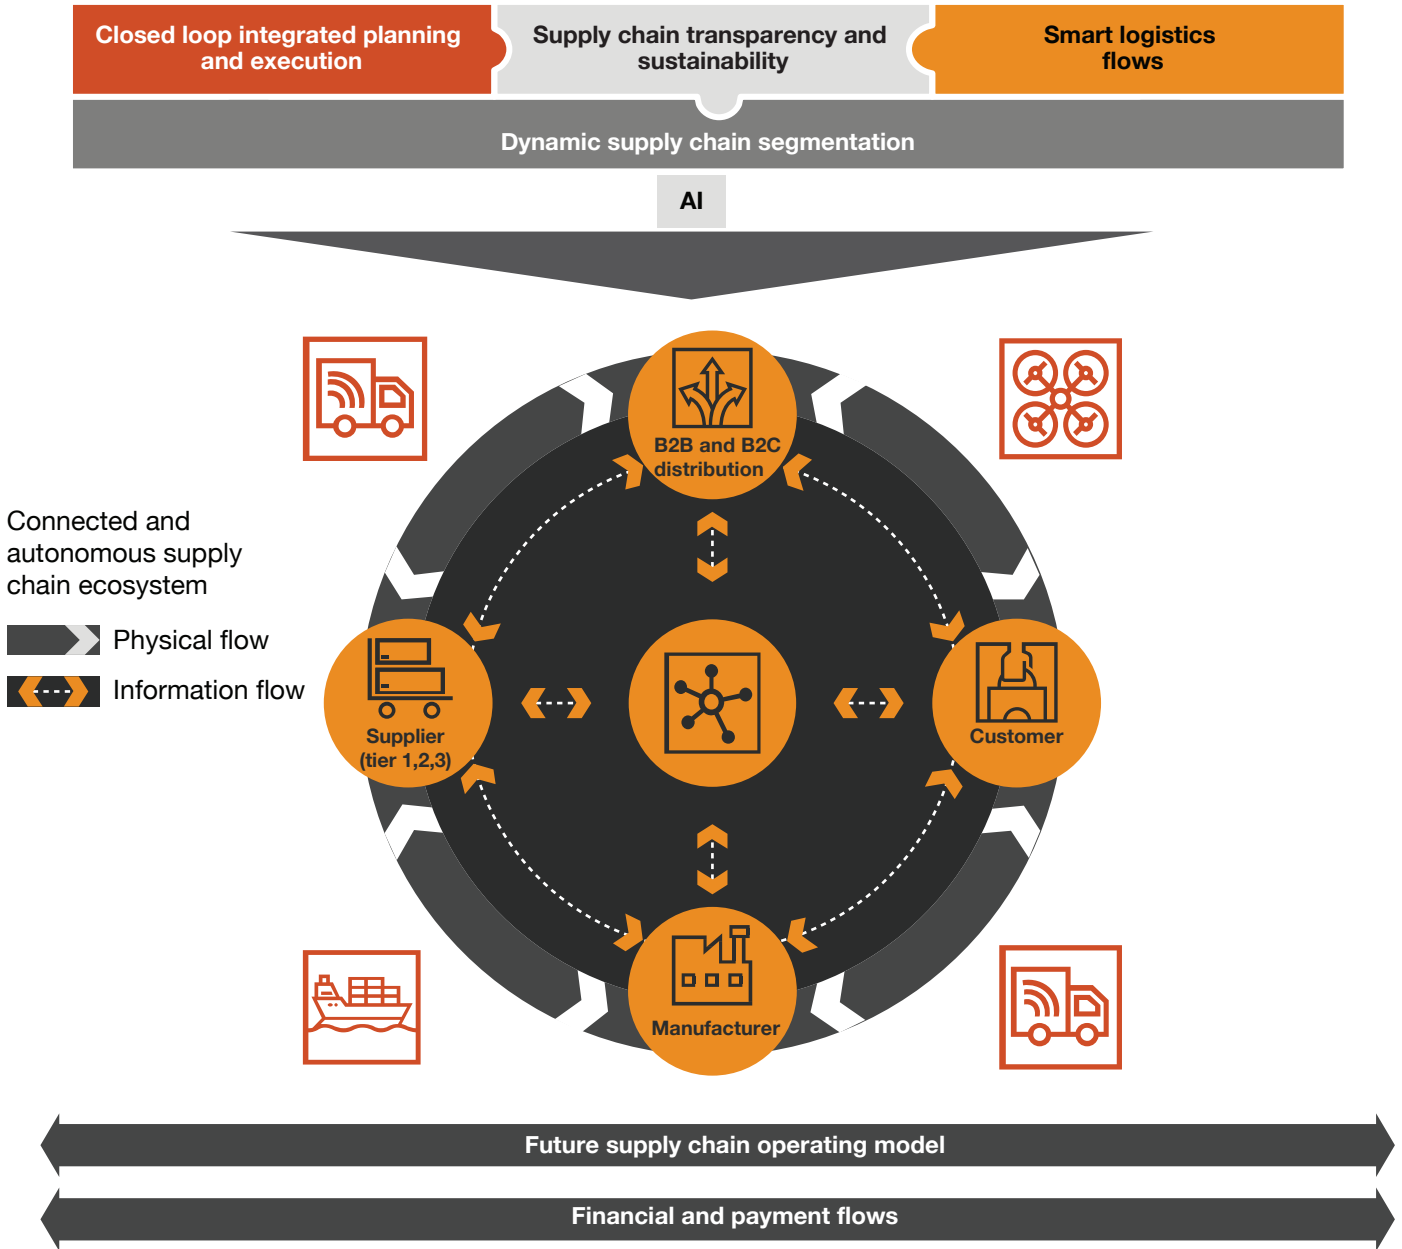 Closed loop integrated planning
and execution
Supply chain transparency and
sustainability
Smart logistics
flows
Dynamic supply chain segmentation
AI
B2B and B2C
distribution
Connected and
autonomous supply
chain ecosystem
Physical flow
Information flow
Supplier
(tier 1,2,3)
Customer
Manufacturer
Future supply chain operating model
Financial and payment flows